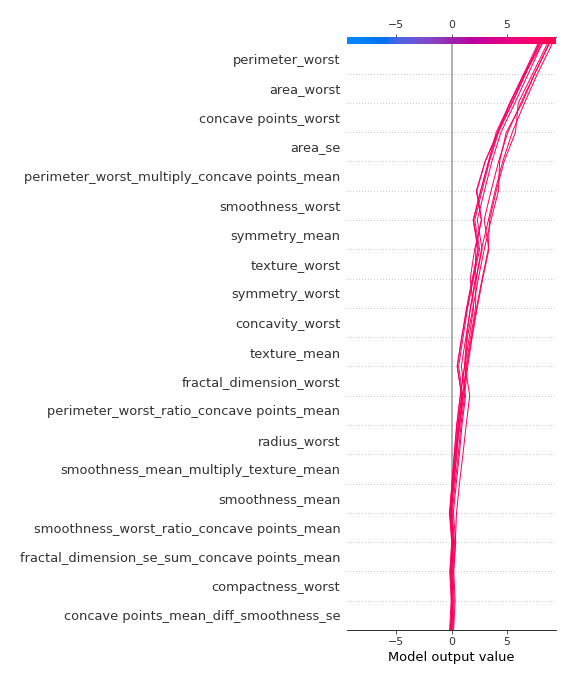 −5 0 5
perimeter_worst
area_worst
concave points_worst
area_se
perimeter_worst_multiply_concave points_mean
smoothness_worst
symmetry_mean
texture_worst
symmetry_worst
concavity_worst
texture_mean
fractal_dimension_worst
perimeter_worst_ratio_concave points_mean
radius_worst
smoothness_mean_multiply_texture_mean
smoothness_mean
smoothness_worst_ratio_concave points_mean
fractal_dimension_se_sum_concave points_mean
compactness_worst
concave points_mean_diff_smoothness_se
−5 0 5
Model output value